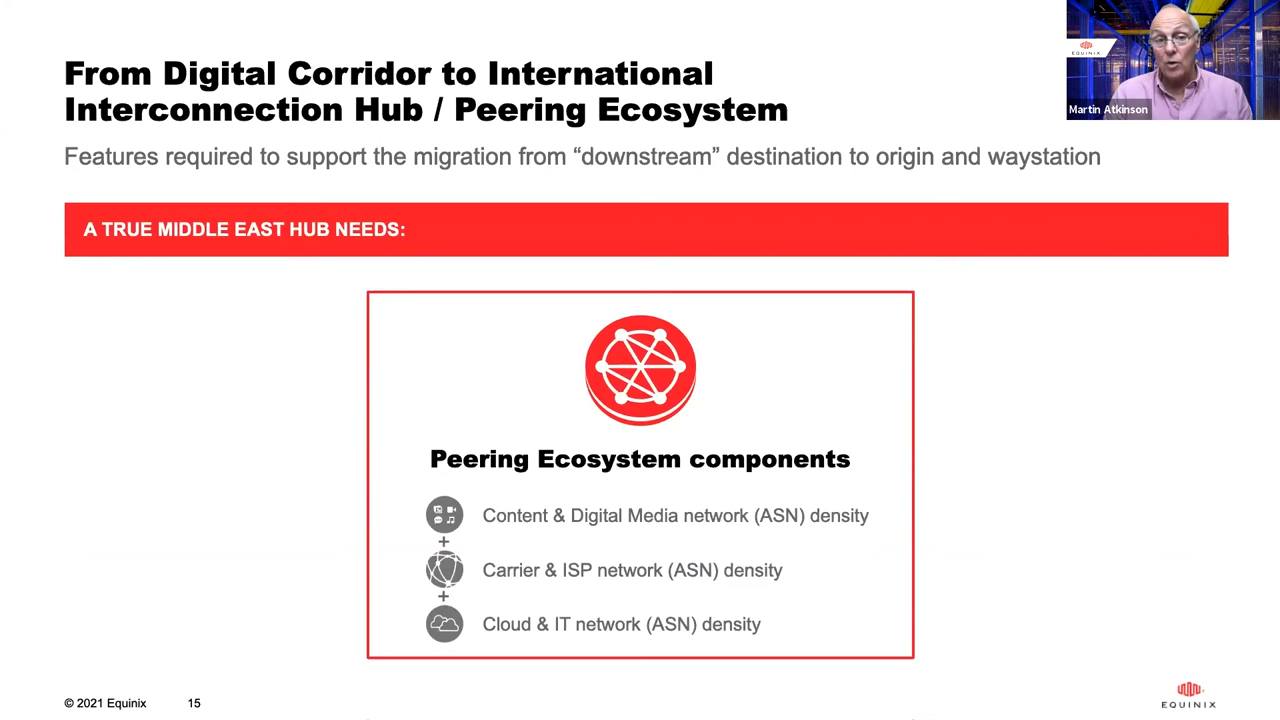 From Digital Corridor to International
Interconnection Hub / Peering Ecosystem
Features required to support the migration from “downstream” destination to origin and waystation
EQUINIX
Martin Atkinson
A TRUE MIDDLE EAST HUB NEEDS:
Peering Ecosystem components
Content & Digital Media network (ASN) density
+
Carrier & ISP network (ASN) density
+
Cloud & IT network (ASN) density
© 2021 Equinix 15
EQUINIX